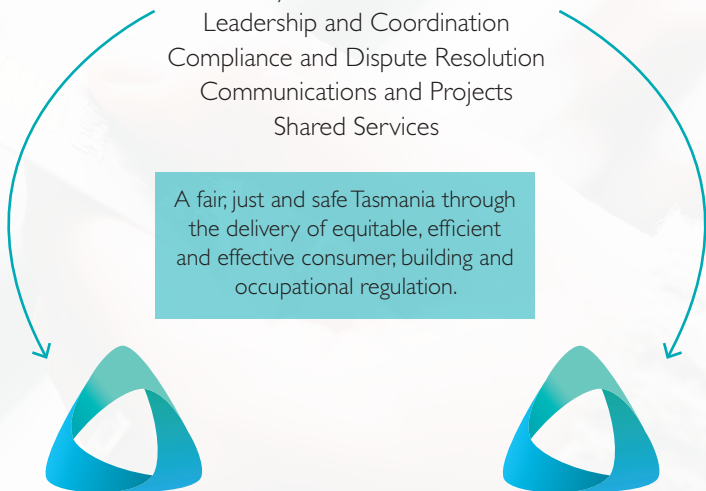 Leadership and Coordination
Compliance and Dispute Resolution
Communications and Projects
Shared Services
A fair, just and safe Tasmania through
the delivery of equitable, efficient
and effective consumer, building and
occupational regulation.